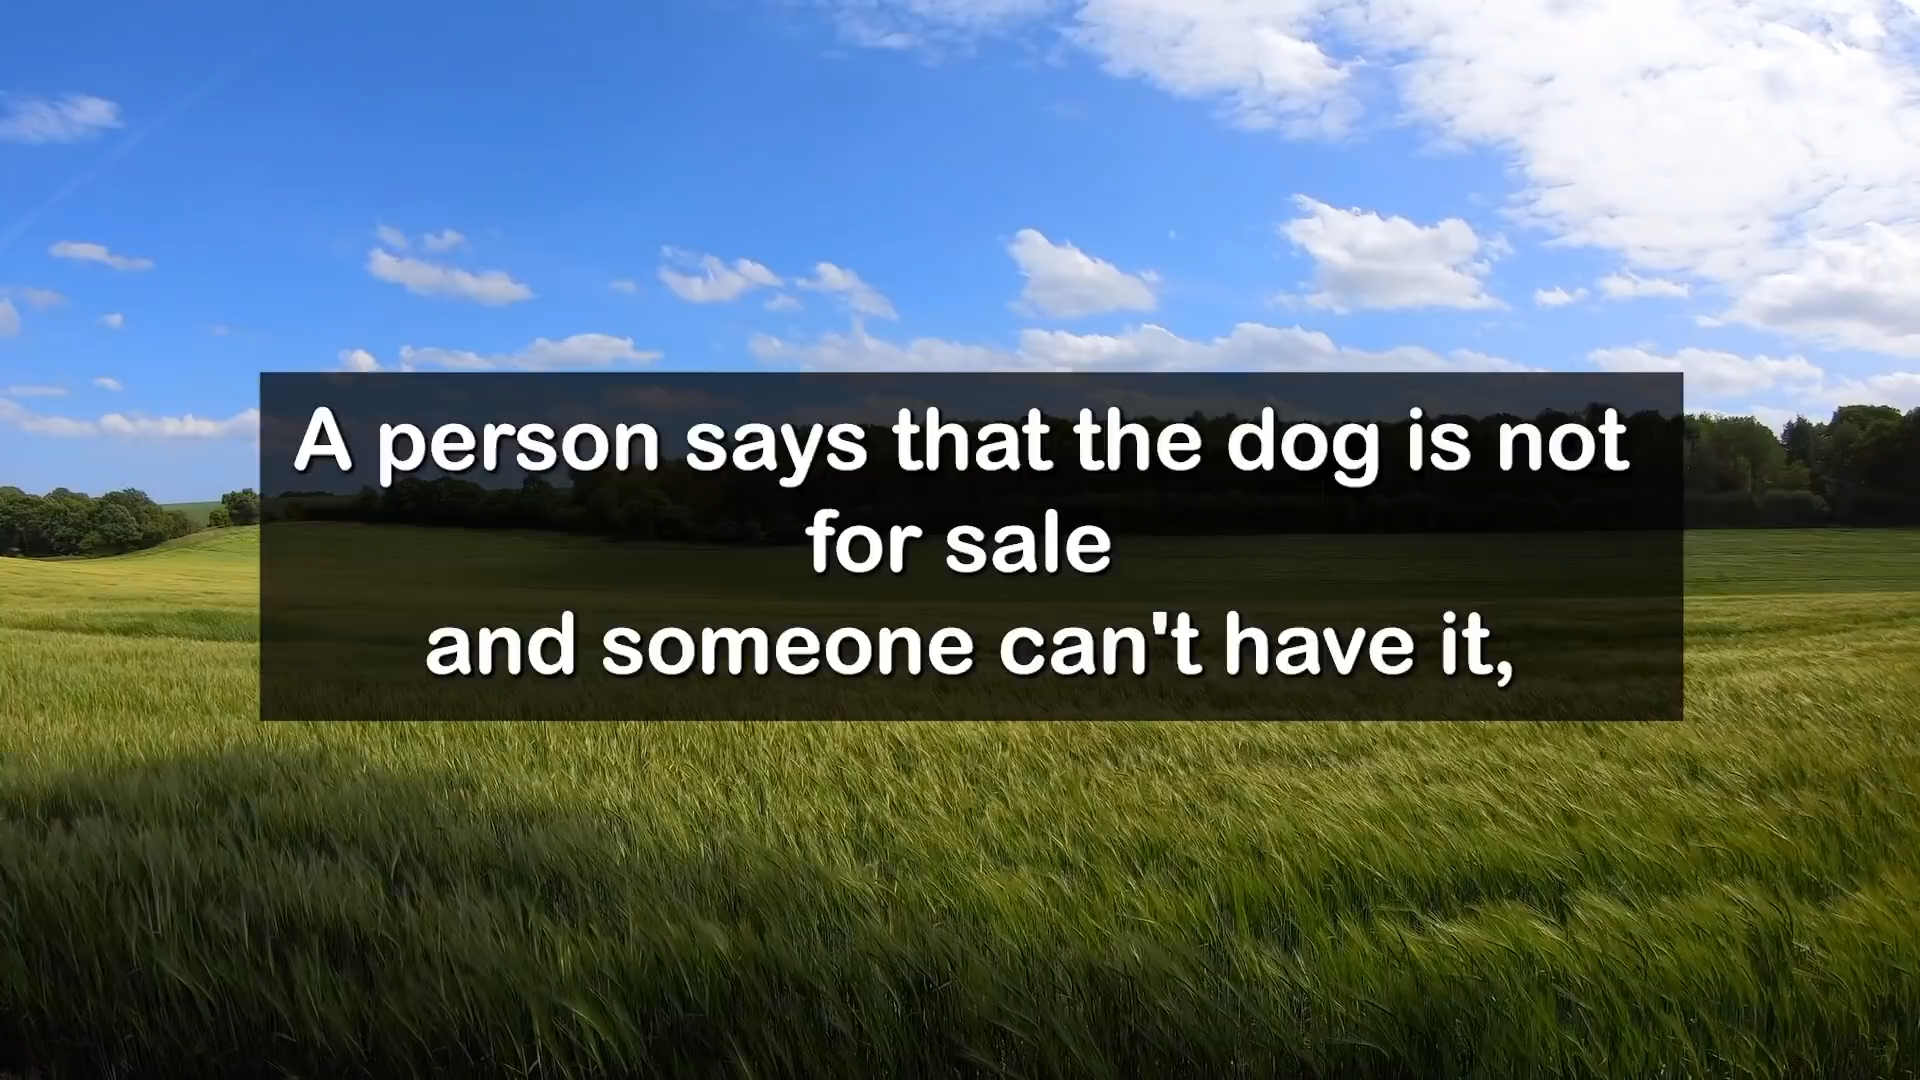 A person says that the dog is not
for sale
and someone can't have it,